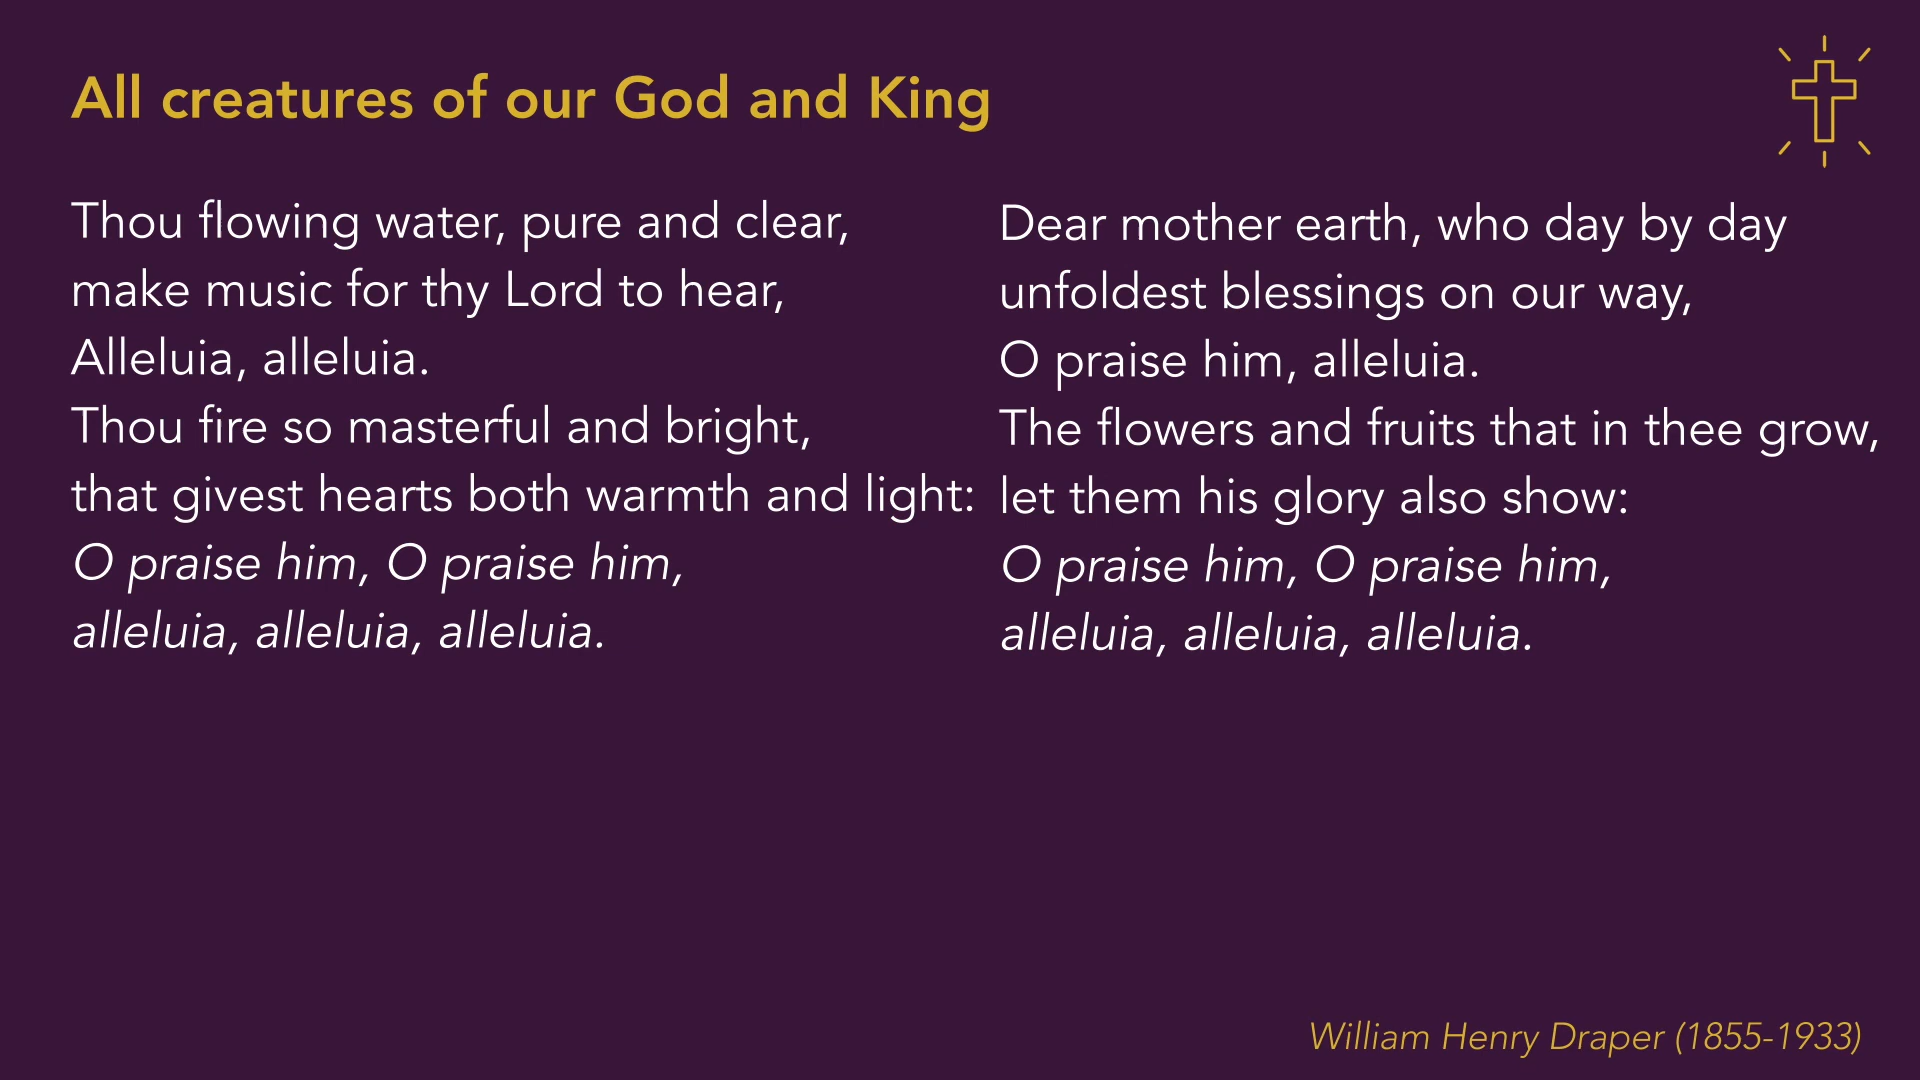 All creatures of our God and King
Thou flowing water, pure and clear,
make music for thy Lord to hear,
Alleluia, alleluia.
Thou fire so masterful and bright,
that givest hearts both warmth and light:
O praise him, O praise him,
alleluia, alleluia, alleluia.
Dear mother earth, who day by day
unfoldest blessings on our way,
O praise him, alleluia.
The flowers and fruits that in thee grow,
let them his glory also show:
O praise him, O praise him,
alleluia, alleluia, alleluia.
William Henry Draper (1855-1933)